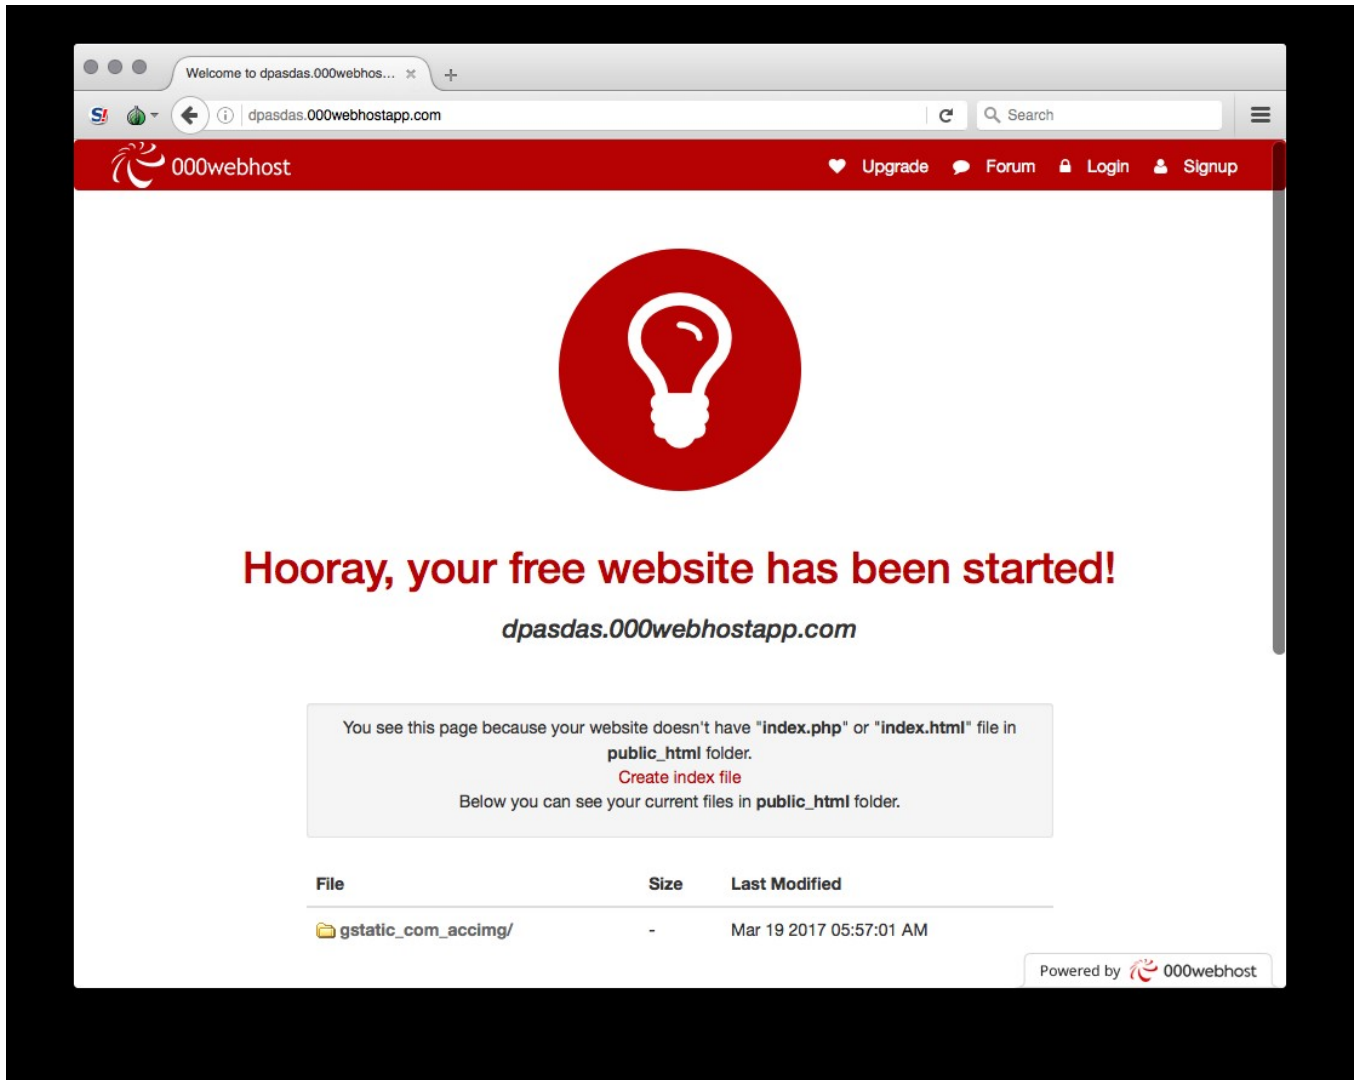 Welcome to dpasdas.000webhos...
S!
dpasdas.000webhostapp.com
Search
000webhost
Upgrade
Forum
Login
Signup
Hooray, your free website has been started!
dpasdas.000webhostapp.com
You see this page because your website doesn't have "index.php" or "index.html" file in
public_html folder.
Create index file
Below you can see your current files in public_html folder.
File Size Last Modified
gstatic_com_accimg/ - Mar 19 2017 05:57:01 AM
Powered by 000webhost